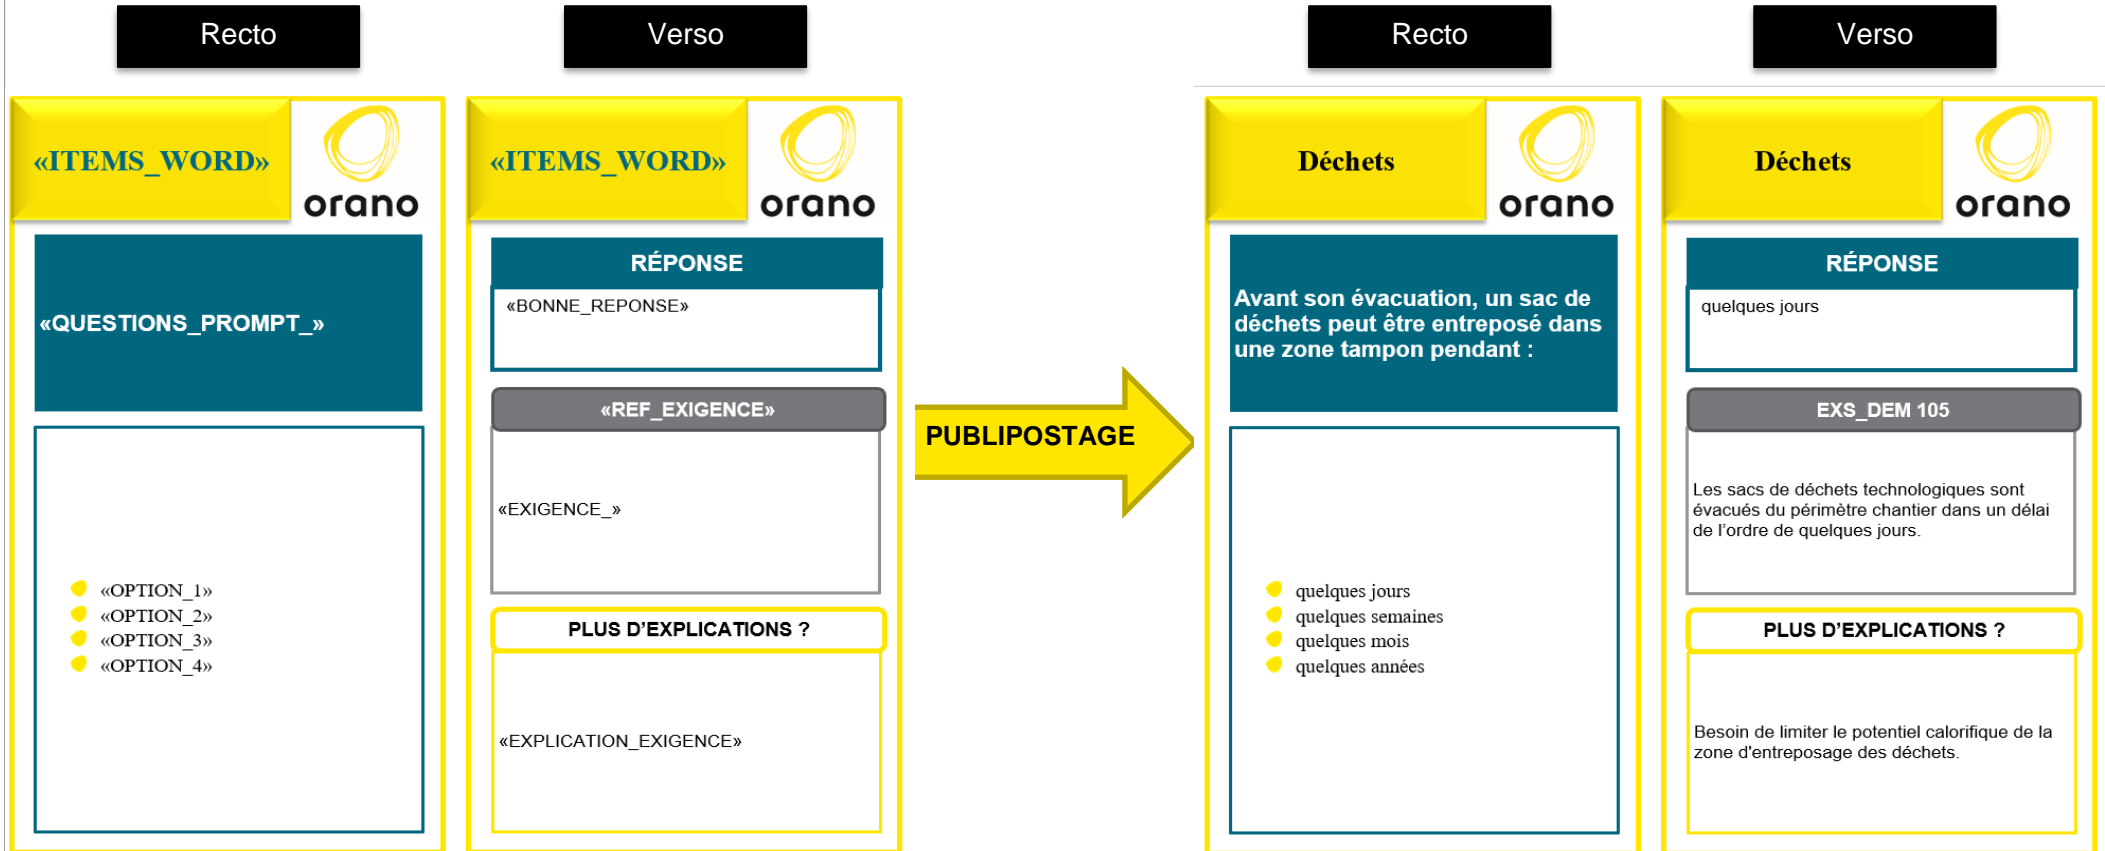 Recto
Verso
Recto
Verso
«ITEMS_WORD»
orano
«QUESTIONS_PROMPT_»
«OPTION_1»
«OPTION_2»
«OPTION_3»
«OPTION_4»
«ITEMS_WORD»
orano
RÉPONSE
«BONNE_REPONSE»
«REF_EXIGENCE»
«EXIGENCE_»
PLUS D’EXPLICATIONS ?
«EXPLICATION_EXIGENCE»
PUBLIPOSTAGE
Déchets
orano
Avant son évacuation, un sac de
déchets peut être entreposé dans
une zone tampon pendant :
quelques jours
quelques semaines
quelques mois
quelques années
Déchets
orano
RÉPONSE
quelques jours
EXS_DEM 105
Les sacs de déchets technologiques sont
évacués du périmètre chantier dans un délai
de l’ordre de quelques jours.
PLUS D’EXPLICATIONS ?
Besoin de limiter le potentiel calorifique de la
zone d'entreposage des déchets.